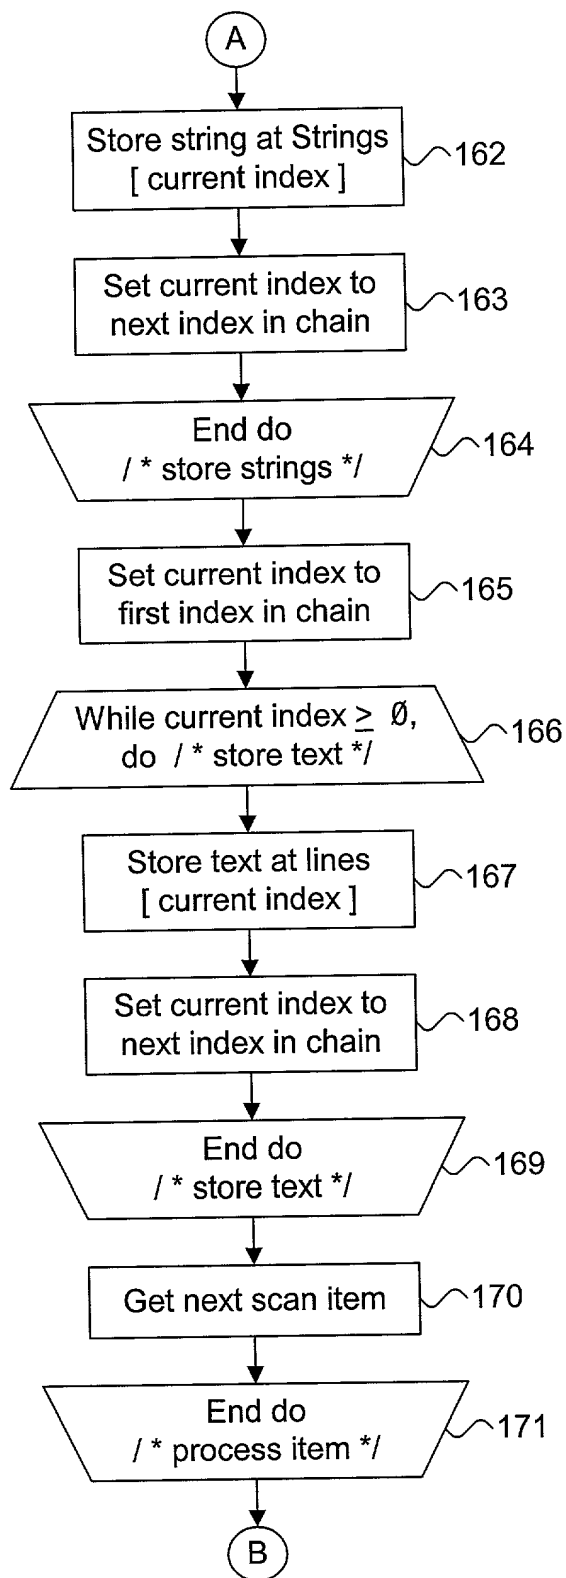 A
Store string at Strings
[ current index ]
162
Set current index to
next index in chain
163
End do
/ * store strings */
164
Set current index to
first index in chain
165
While current index ≥ Ø,
do / * store text */
166
Store text at lines
[ current index ]
167
Set current index to
next index in chain
168
End do
/ * store text */
169
Get next scan item
170
End do
/ * process item */
171
B